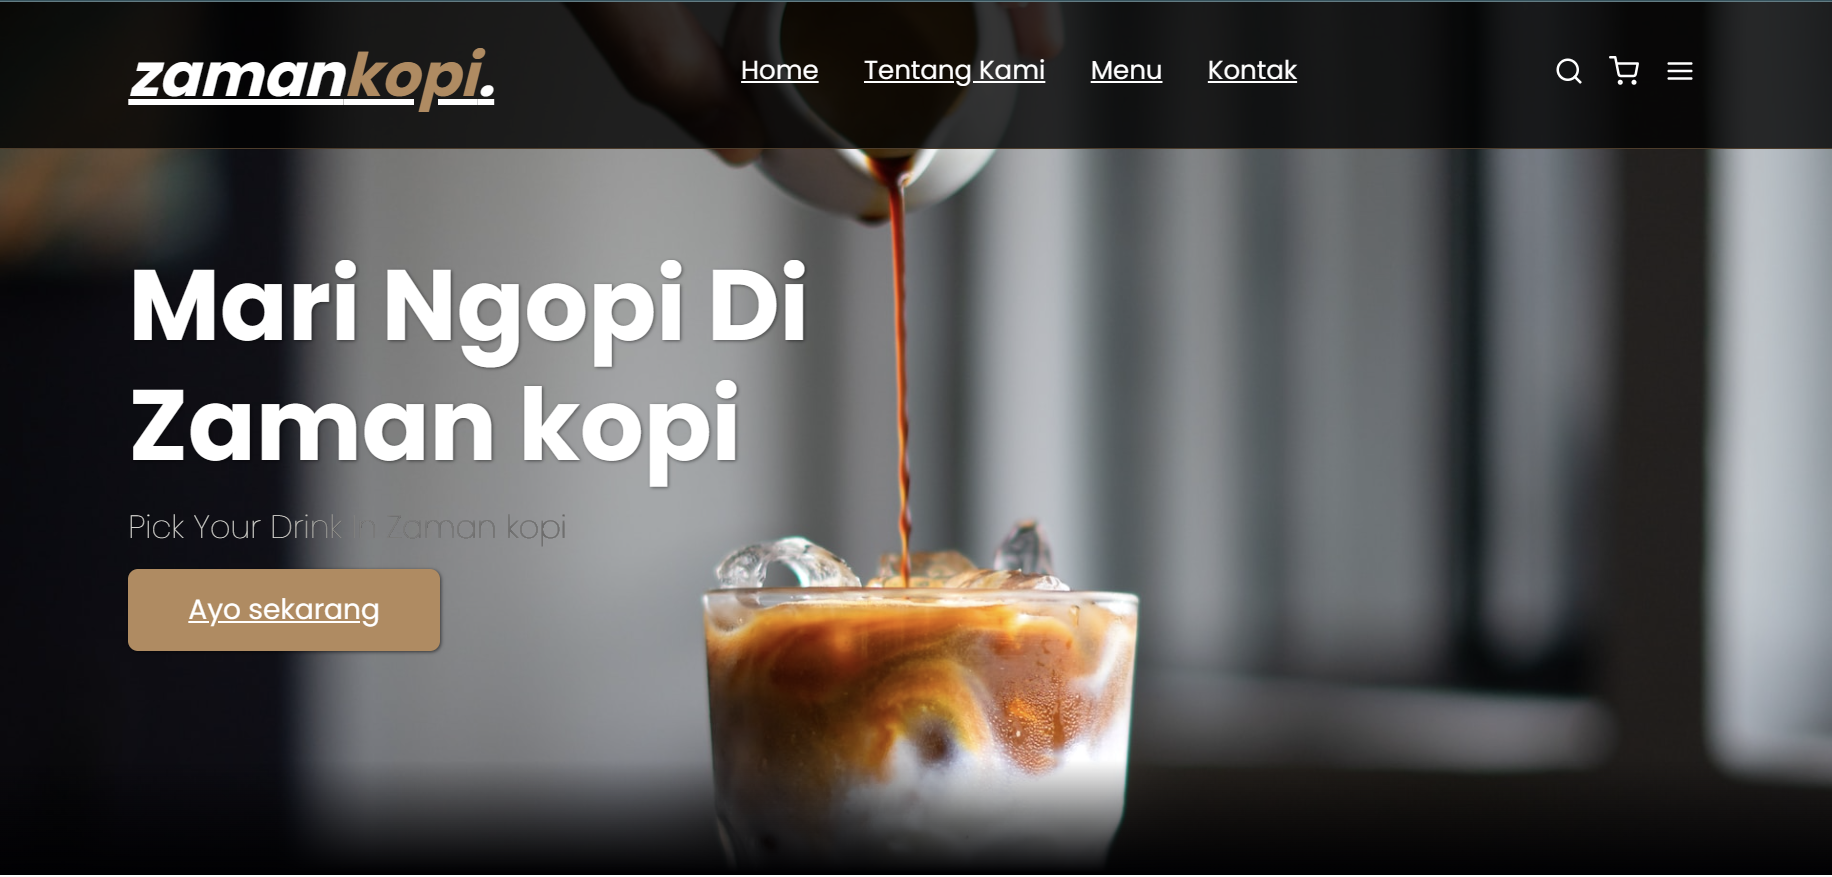 zamankopi.
Home Tentang Kami Menu Kontak
Mari Ngopi Di
Zaman kopi
Pick Your Drink In Zaman kopi
Ayo sekarang